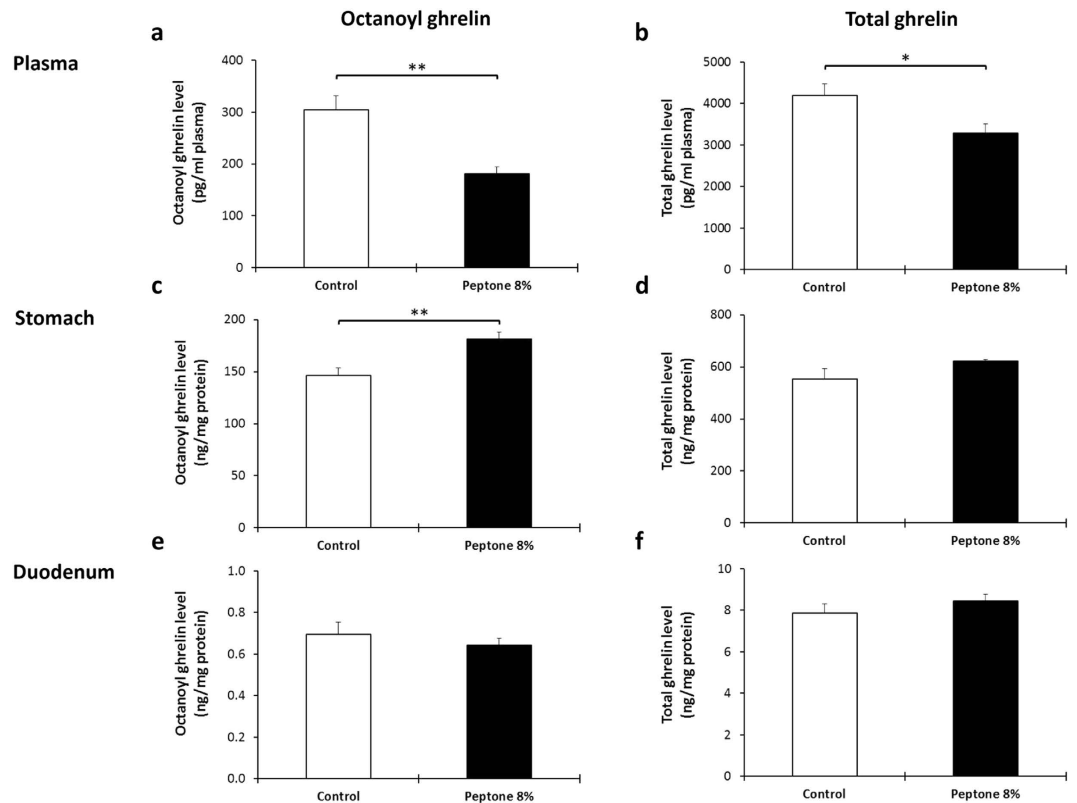 Octanoyl ghrelin
Total ghrelin
Plasma
a
Octanoyl ghrelin level
(pg/ml plasma)
400
300
200
100
0
**
Control
Peptone 8%
b
Total ghrelin level
(pg/ml plasma)
5000
4000
3000
2000
1000
0
*
Control
Peptone 8%
Stomach
c
Octanoyl ghrelin level
(ng/mg protein)
200
150
100
50
0
**
Control
Peptone 8%
d
Total ghrelin level
(ng/mg protein)
800
600
400
200
0
Control
Peptone 8%
Duodenum
e
Octanoyl ghrelin level
(ng/mg protein)
1.0
0.8
0.6
0.4
0.2
0.0
Control
Peptone 8%
f
Total ghrelin level
(ng/mg protein)
10
8
6
4
2
0
Control
Peptone 8%